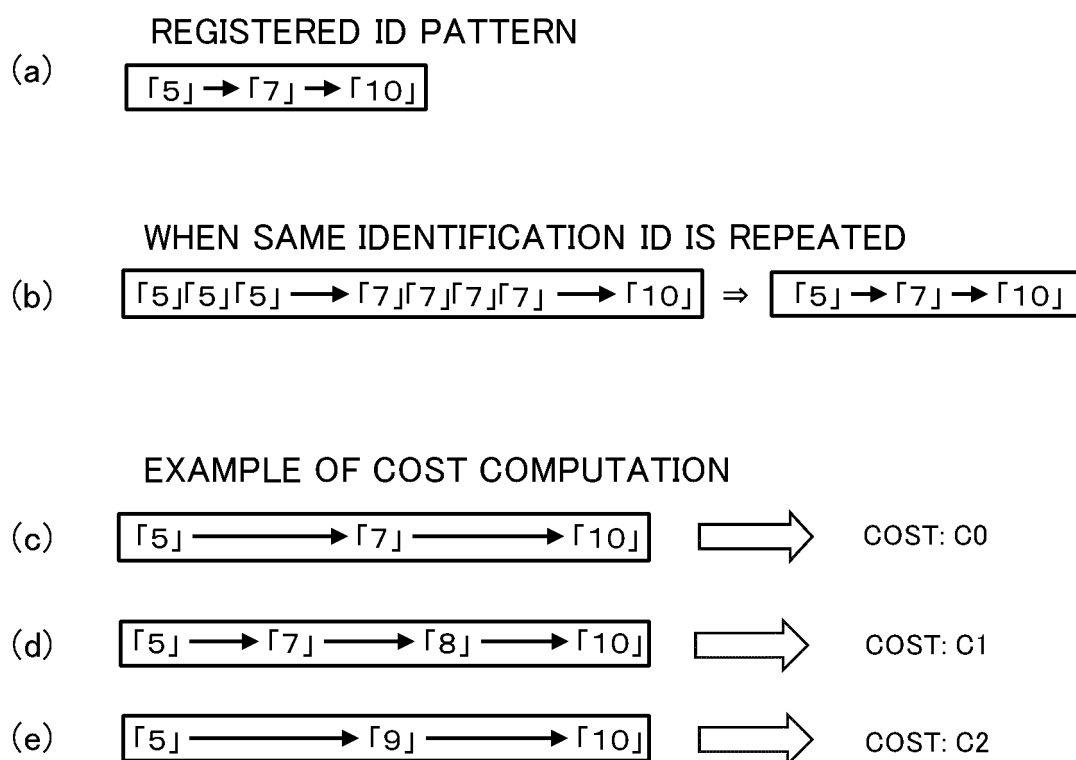 REGISTERED ID PATTERN
(a)
「5」→「7」→「10」
WHEN SAME IDENTIFICATION ID IS REPEATED
(b) 「5」「5」「5」→「7」「7」「7」「7」→「10」 ⇒ 「5」→「7」→「10」
EXAMPLE OF COST COMPUTATION
(c) 「5」→「7」→「10」 COST: C0
(d) 「5」→「7」→「8」→「10」 COST: C1
(e) 「5」→「9」→「10」 COST: C2